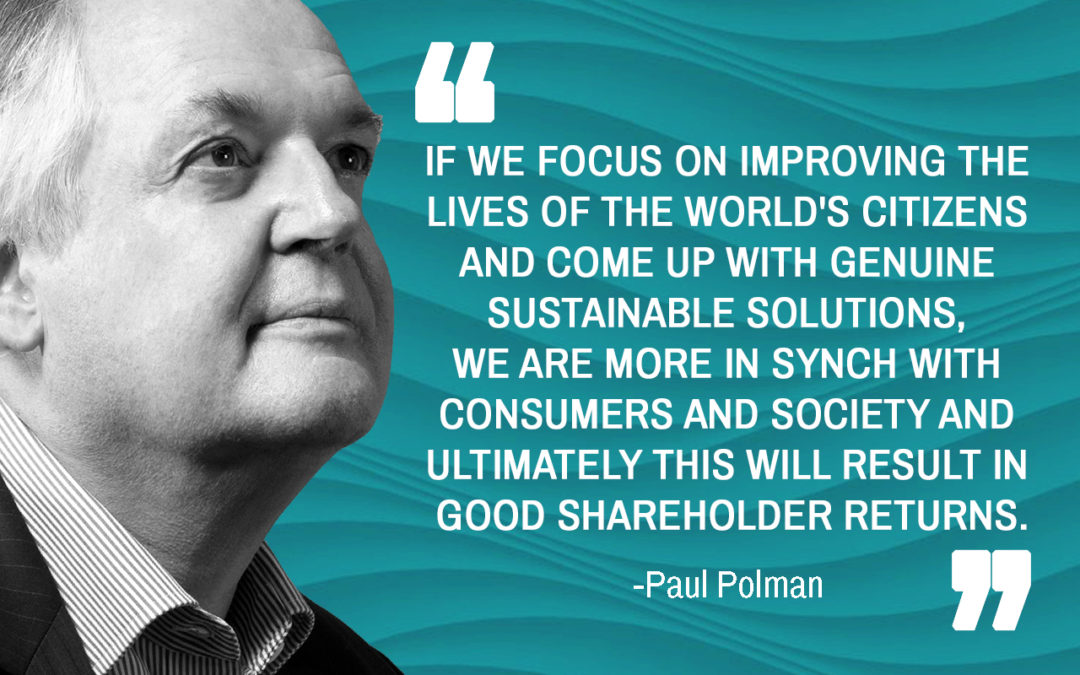 IF WE FOCUS ON IMPROVING THE
LIVES OF THE WORLD'S CITIZENS
AND COME UP WITH GENUINE
SUSTAINABLE SOLUTIONS,
WE ARE MORE IN SYNCH WITH
CONSUMERS AND SOCIETY AND
ULTIMATELY THIS WILL RESULT IN
GOOD SHAREHOLDER RETURNS.
-Paul Polman